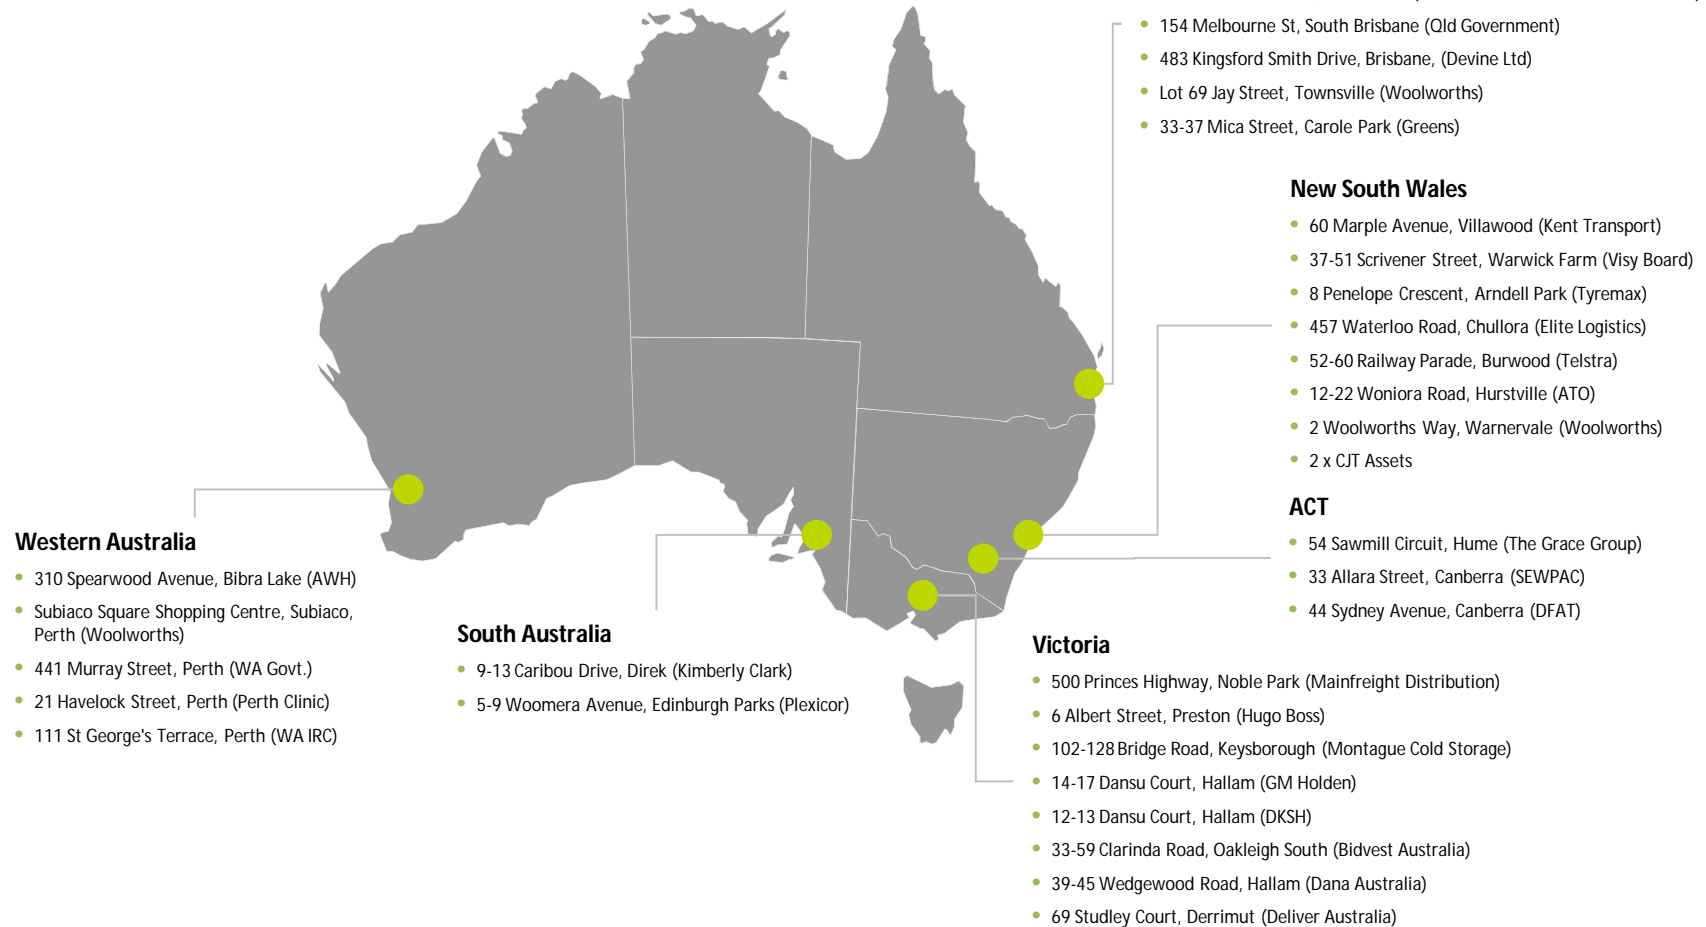 154 Melbourne St, South Brisbane (Qld Government)
483 Kingsford Smith Drive, Brisbane, (Devine Ltd)
Lot 69 Jay Street, Townsville (Woolworths)
33-37 Mica Street, Carole Park (Greens)
New South Wales
60 Marple Avenue, Villawood (Kent Transport)
37-51 Scrivener Street, Warwick Farm (Visy Board)
8 Penelope Crescent, Arndell Park (Tyremax)
457 Waterloo Road, Chullora (Elite Logistics)
52-60 Railway Parade, Burwood (Telstra)
12-22 Woniora Road, Hurstville (ATO)
2 Woolworths Way, Warnervale (Woolworths)
2 x CJT Assets
ACT
54 Sawmill Circuit, Hume (The Grace Group)
33 Allara Street, Canberra (SEWPAC)
44 Sydney Avenue, Canberra (DFAT)
Western Australia
310 Spearwood Avenue, Bibra Lake (AWH)
Subiaco Square Shopping Centre, Subiaco,
Perth (Woolworths)
441 Murray Street, Perth (WA Govt.)
21 Havelock Street, Perth (Perth Clinic)
111 St George's Terrace, Perth (WA IRC)
South Australia
9-13 Caribou Drive, Direk (Kimberly Clark)
5-9 Woomera Avenue, Edinburgh Parks (Plexicor)
Victoria
500 Princes Highway, Noble Park (Mainfreight Distribution)
6 Albert Street, Preston (Hugo Boss)
102-128 Bridge Road, Keysborough (Montague Cold Storage)
14-17 Dansu Court, Hallam (GM Holden)
12-13 Dansu Court, Hallam (DKSH)
33-59 Clarinda Road, Oakleigh South (Bidvest Australia)
39-45 Wedgewood Road, Hallam (Dana Australia)
69 Studley Court, Derrimut (Deliver Australia)